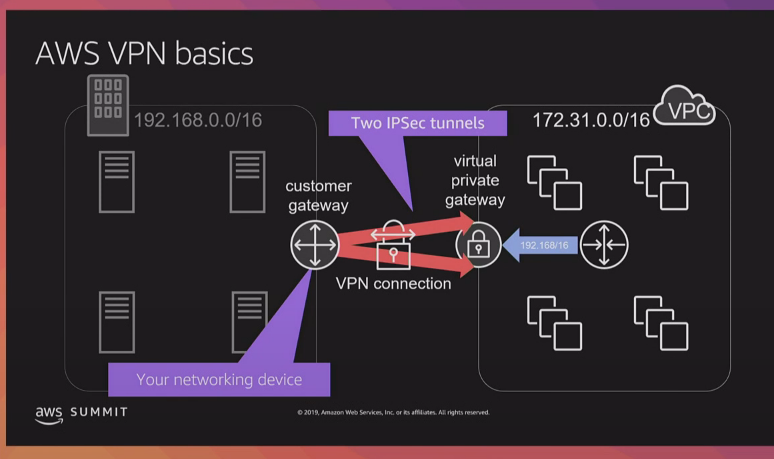 AWS VPN basics
192.168.0.0/16
Two IPSec tunnels
172.31.0.0/16
VPC
customer
gateway
virtual
private
gateway
192.168/16
VPN connection
Your networking device
aws SUMMIT
© 2019, Amazon Web Services, Inc. or its affiliates. All rights reserved.